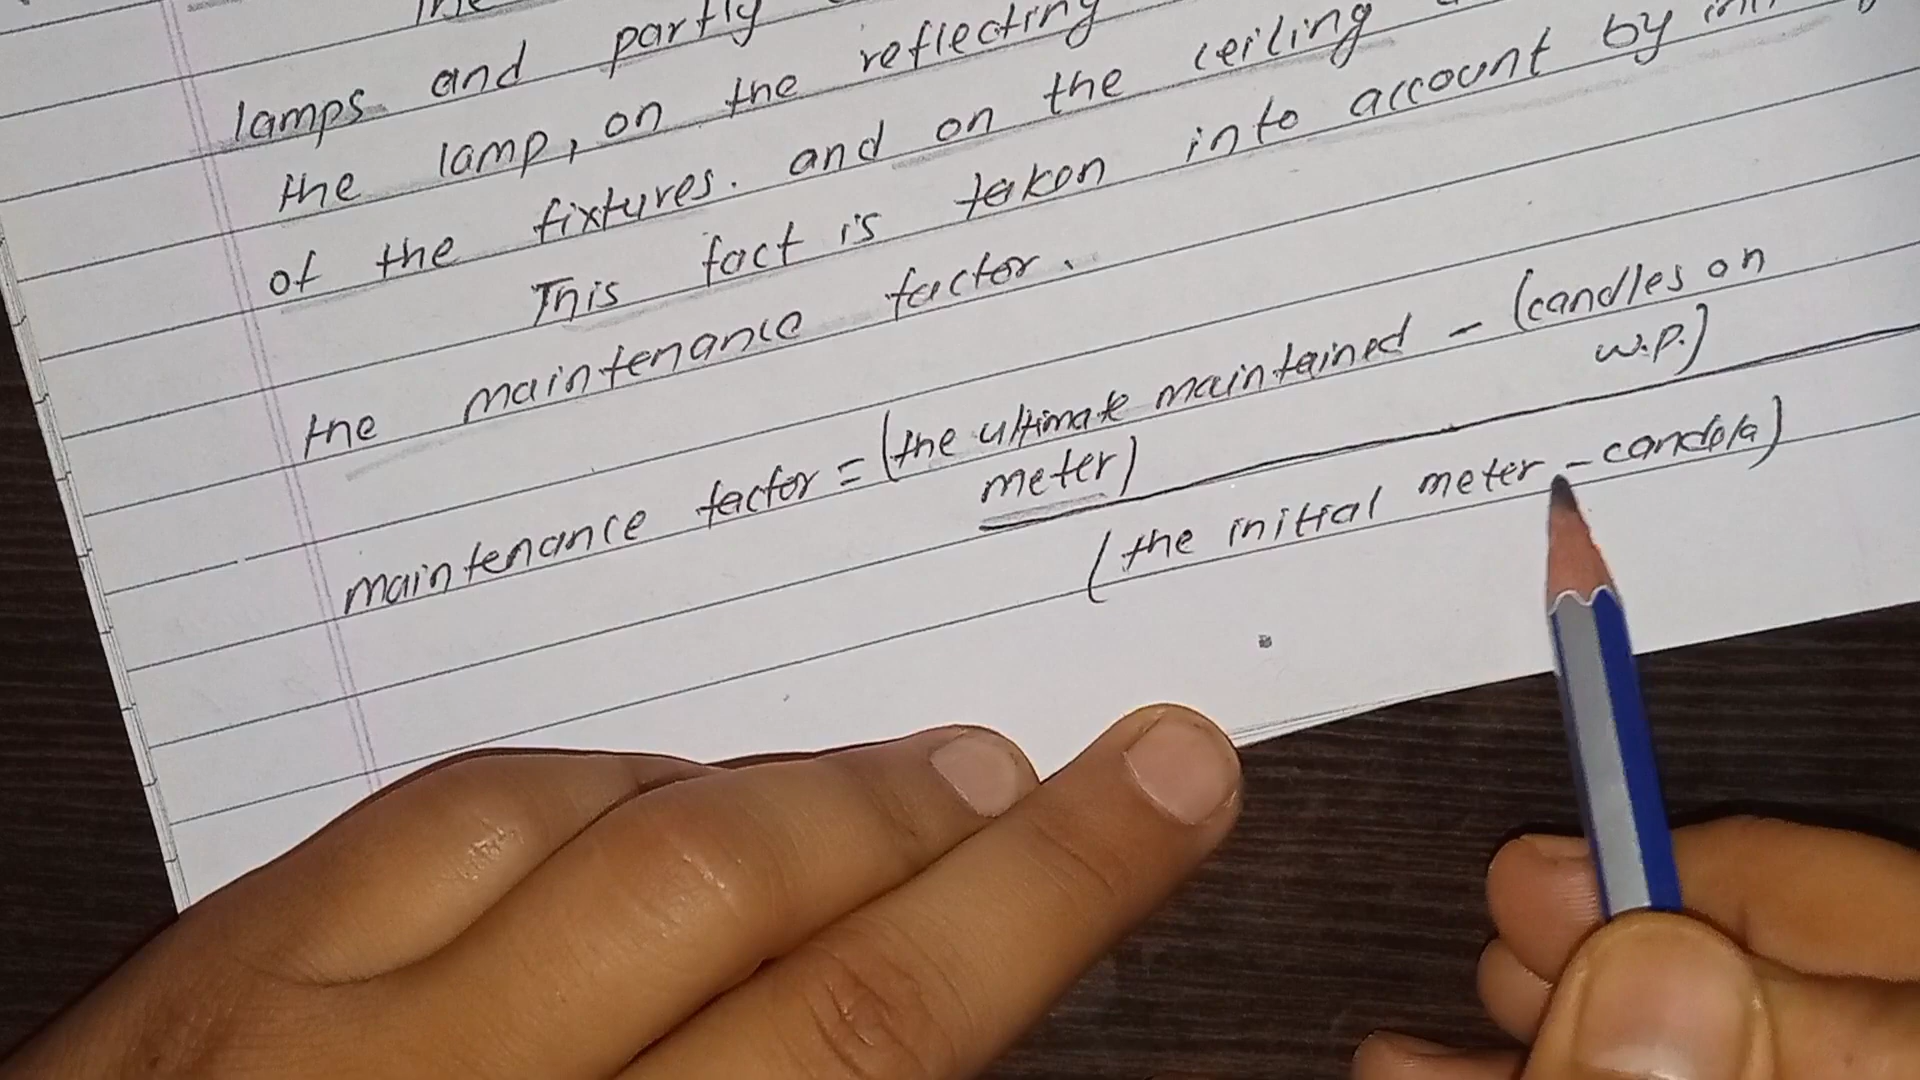 The
lamps and partly
the lamp, on the reflecting
of the fixtures. and on the ceiling
This fact is taken into account by
the maintenance factor.
maintenance factor = (the ultimate maintained - (candles on
meter) w.p.)
(the initial meter - candela)